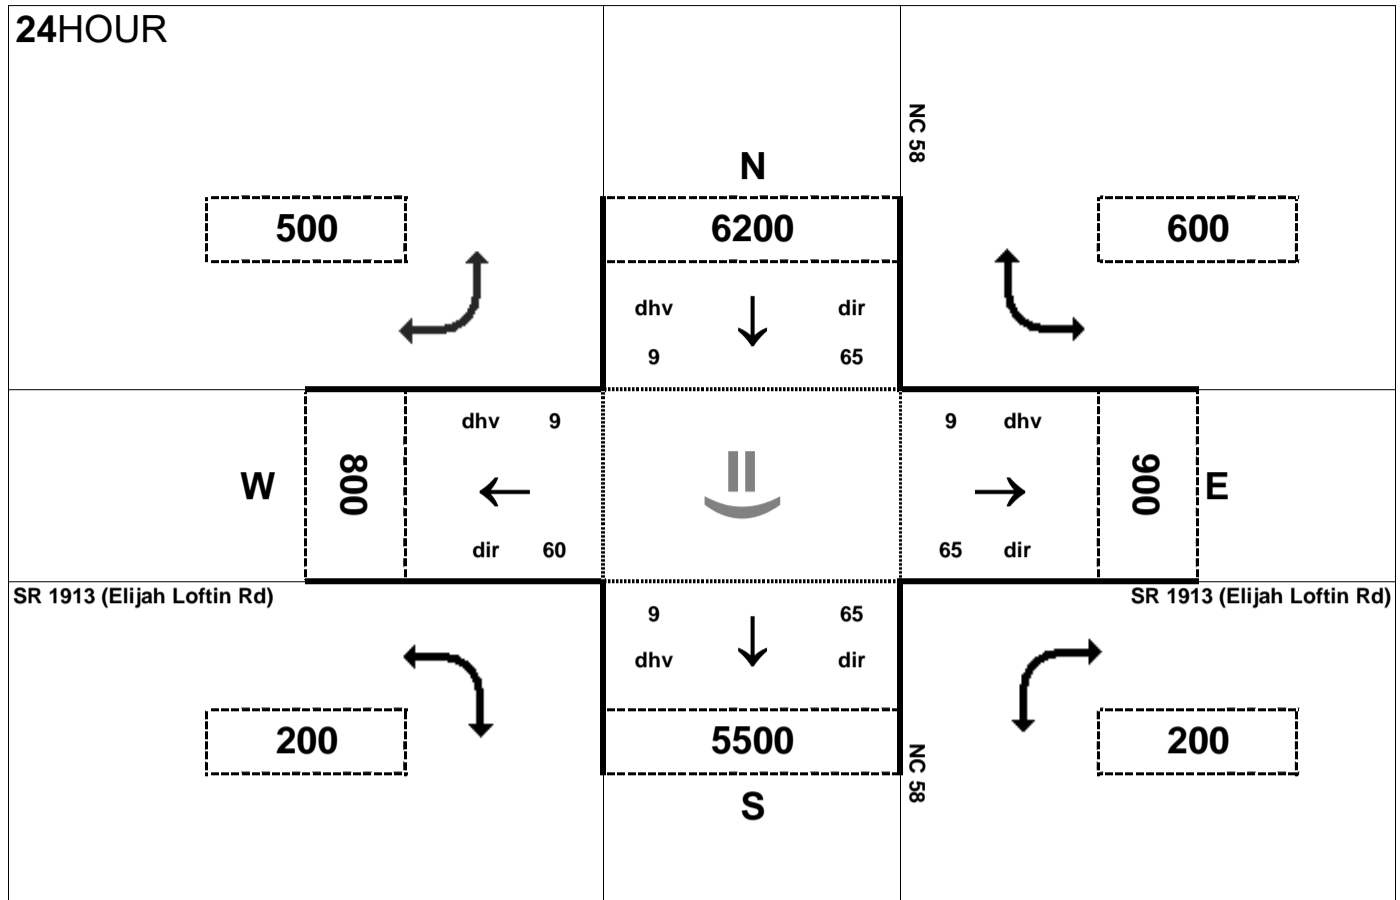 24HOUR
NC 58
N
500
6200
600
dhv
dir
9
65
dhv 9
9 dhv
W
800
900
E
dir 60
65 dir
SR 1913 (Elijah Loftin Rd)
SR 1913 (Elijah Loftin Rd)
9
65
dhv
dir
200
5500
200
NC 58
S